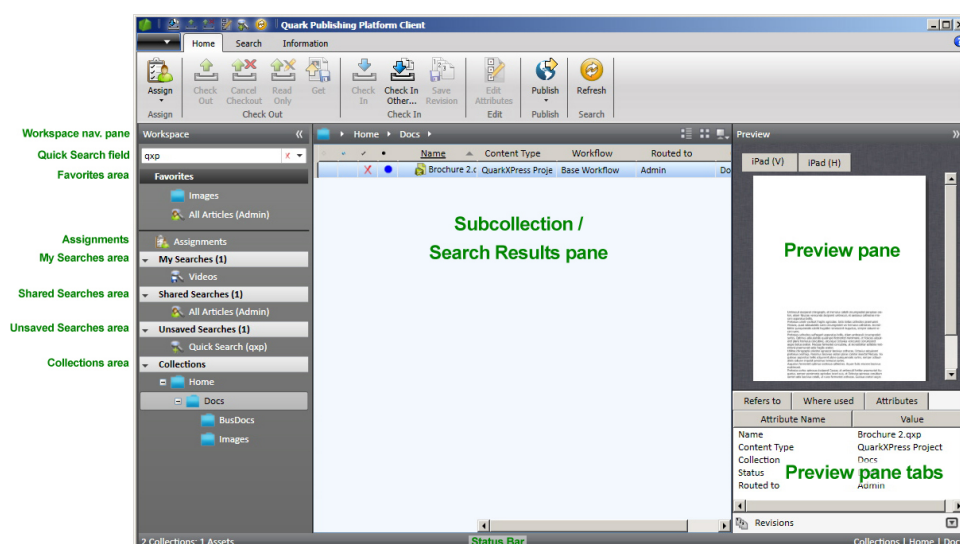 Quark Publishing Platform Client
Home Search Information
Assign
Check Out
Cancel Checkout
Read Only
Get
Check In
Check In Other...
Save Revision
Edit Attributes
Publish
Refresh
Assign Check Out Check In Edit Publish Search
Workspace nav. pane
Workspace
Home Docs
Preview
Quick Search field
qxp
Name Content Type Workflow Routed to
iPad (V) iPad (H)
Favorites area
Favorites
Brochure 2.c QuarkXPress Proje Base Workflow Admin Do
Images
All Articles (Admin)
Subcollection /
Search Results pane
Preview pane
Assignments
Assignments
My Searches area
My Searches (1)
Videos
Shared Searches area
Shared Searches (1)
All Articles (Admin)
Unsaved Searches area
Unsaved Searches (1)
Quick Search (qxp)
Collections area
Collections
Home
Docs
BusDocs
Images
Refers to Where used Attributes
Attribute Name Value
Name Brochure 2.qxp
Content Type QuarkXPress Project
Collection Docs
Status
Preview pane tabs
Routed to Admin
Revisions
2 Collections; 1 Assets
Status Bar
Collections | Home | Doc